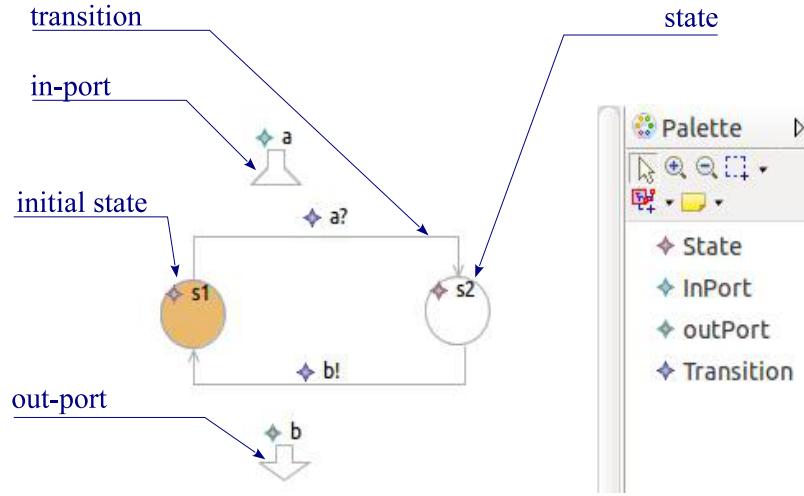 transition
state
in-port
a
Palette
initial state
a?
s1
s2
State
InPort
outPort
Transition
b!
out-port
b